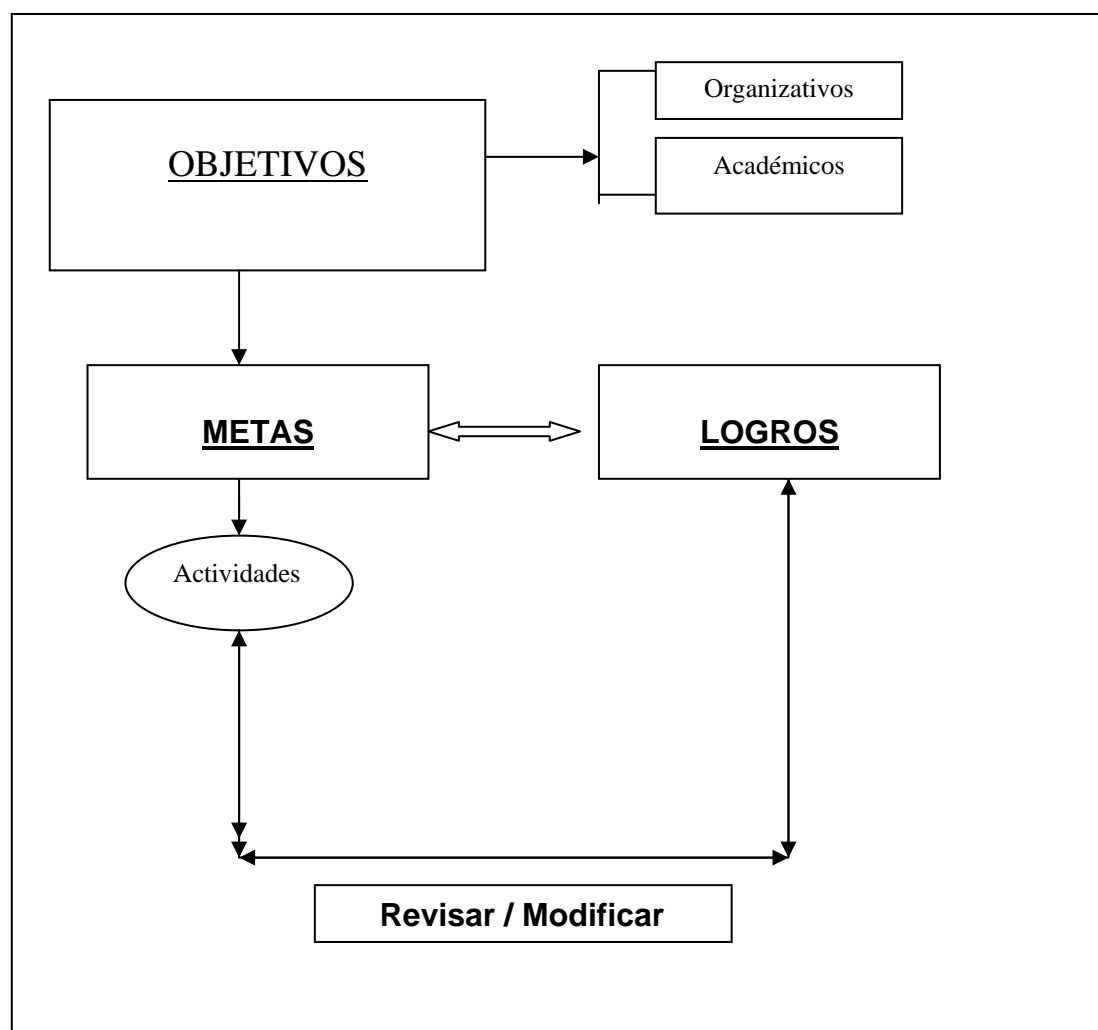 Organizativos
OBJETIVOS
Académicos
METAS
LOGROS
Actividades
Revisar / Modificar